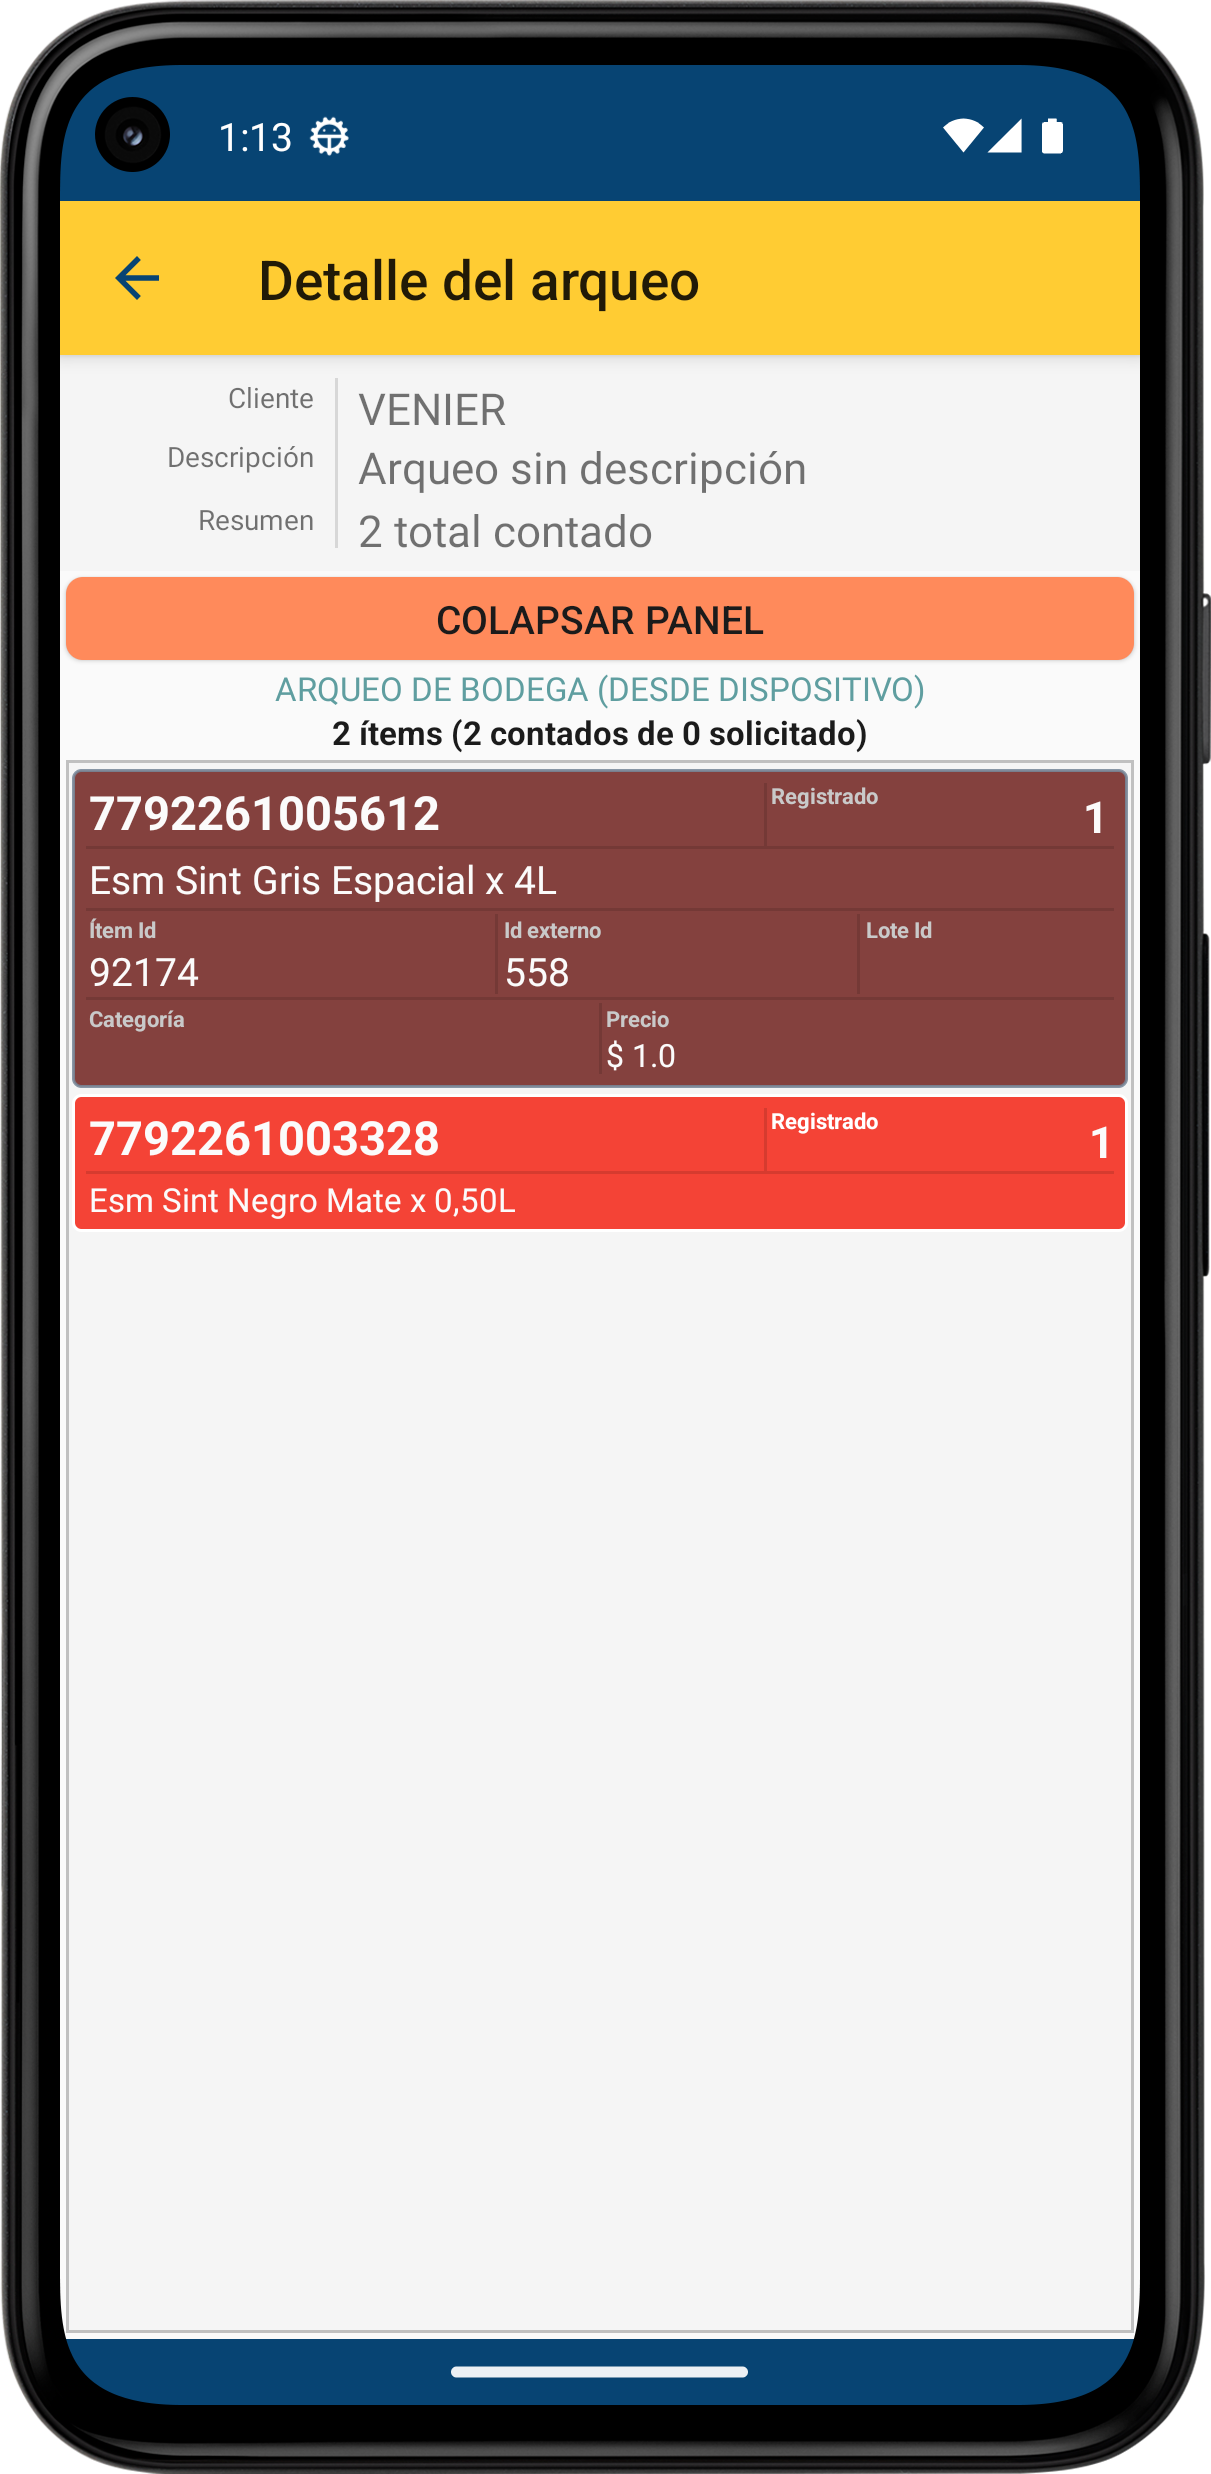 1:13
Detalle del arqueo
Cliente VENIER
Descripción Arqueo sin descripción
Resumen 2 total contado
COLAPSAR PANEL
ARQUEO DE BODEGA (DESDE DISPOSITIVO)
2 ítems (2 contados de 0 solicitado)
7792261005612 Registrado 1
Esm Sint Gris Espacial x 4L
Ítem Id Id externo Lote Id
92174 558
Categoría Precio
$ 1.0
7792261003328 Registrado 1
Esm Sint Negro Mate x 0,50L